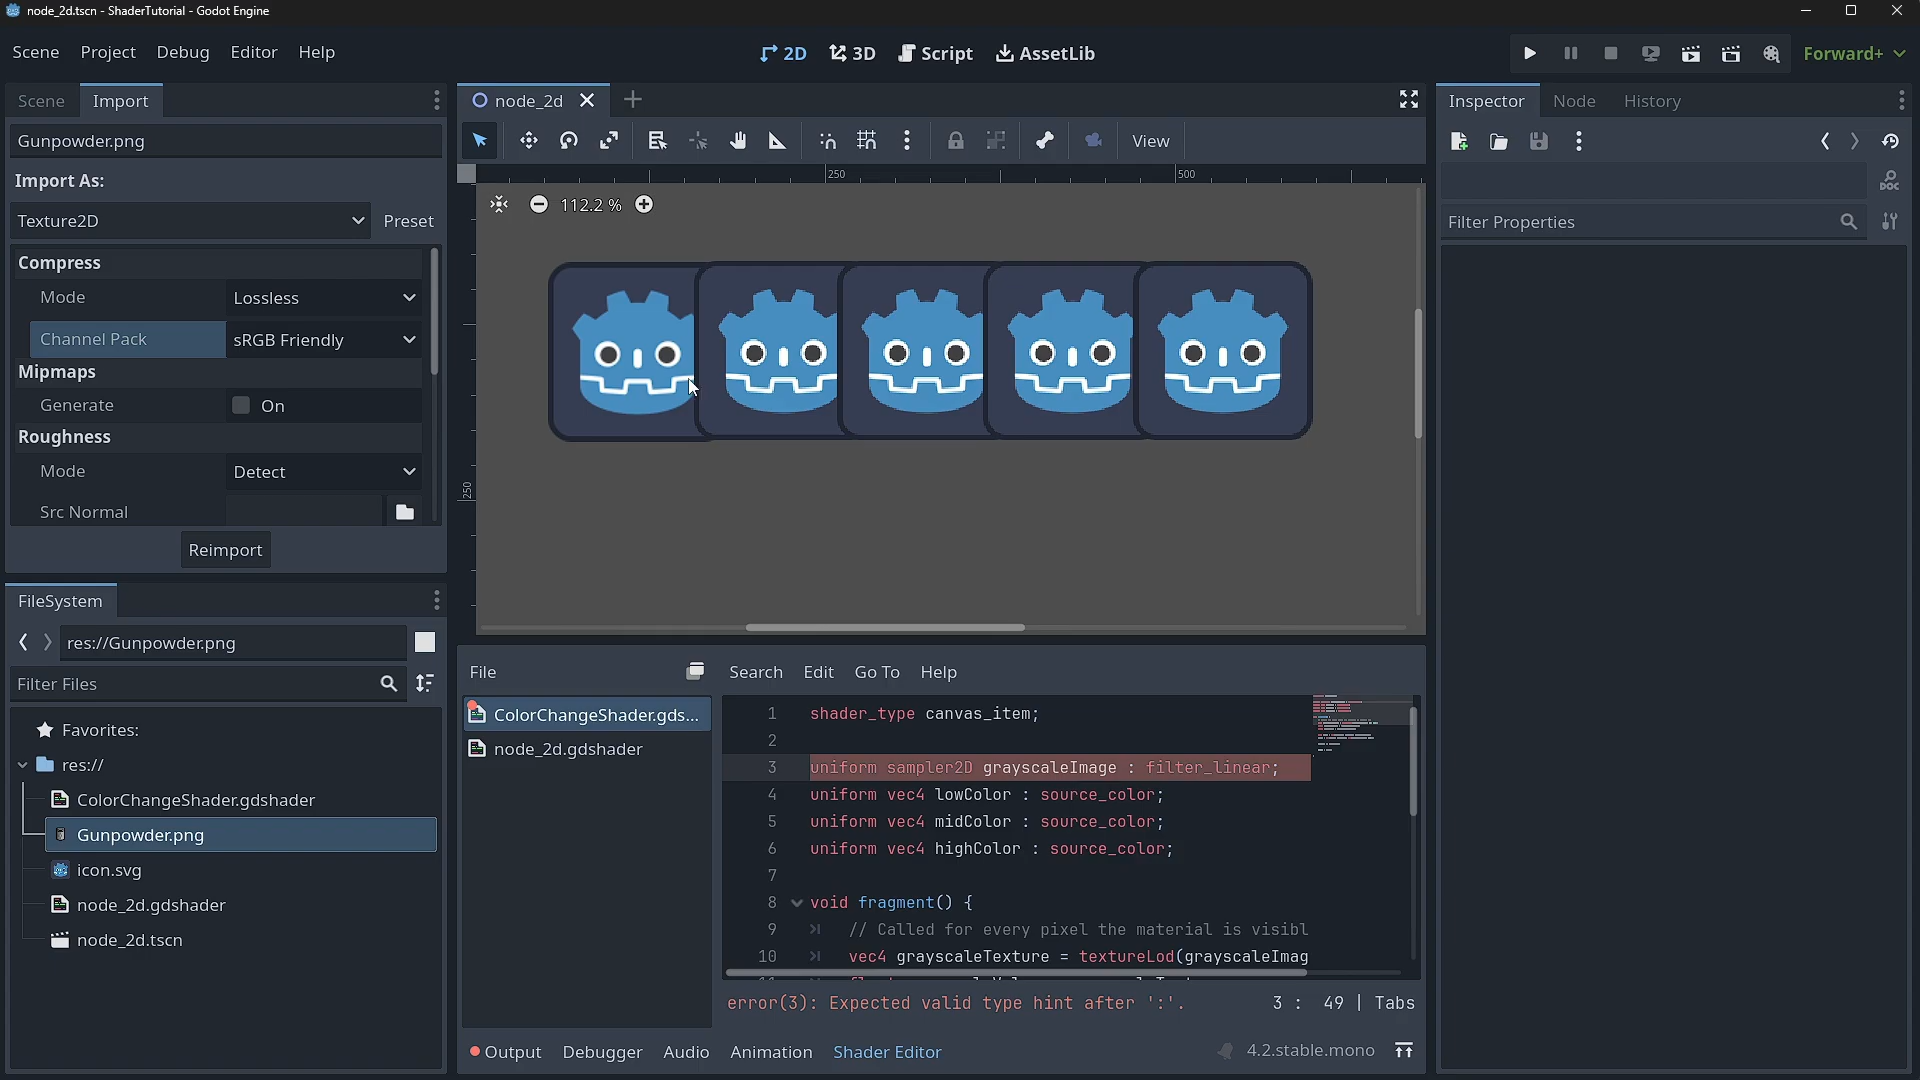 node_2d.tscn - ShaderTutorial - Godot Engine
Scene Project Debug Editor Help
2D 3D Script AssetLib
Forward+
Scene Import
Gunpowder.png
Import As:
Texture2D Preset
Compress
Mode Lossless
Channel Pack sRGB Friendly
Mipmaps
Generate On
Roughness
Mode Detect
Src Normal
Reimport
FileSystem
res://Gunpowder.png
Filter Files
Favorites:
res://
ColorChangeShader.gdshader
Gunpowder.png
icon.svg
node_2d.gdshader
node_2d.tscn
node_2d
View
250 500
112.2 %
250
File
ColorChangeShader.gds...
node_2d.gdshader
Search Edit Go To Help
1 shader_type canvas_item;
2
3 uniform sampler2D grayscaleImage : filter_linear;
4 uniform vec4 lowColor : source_color;
5 uniform vec4 midColor : source_color;
6 uniform vec4 highColor : source_color;
7
8 void fragment() {
9 // Called for every pixel the material is visibl
10 vec4 grayscaleTexture = textureLod(grayscaleImag
error(3): Expected valid type hint after ':'. 3 : 49 | Tabs
Output Debugger Audio Animation Shader Editor
4.2.stable.mono
Inspector Node History
DOC
Filter Properties